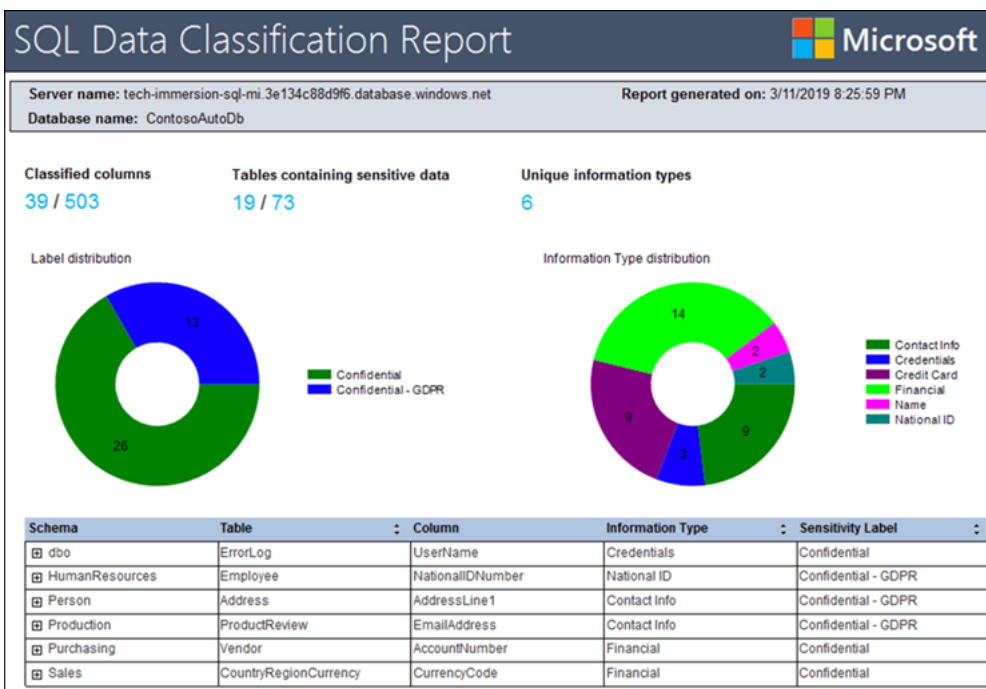 SQL Data Classification Report
Microsoft
Server name: tech-immersion-sql-mi.3e134c88d9f6.database.windows.net
Report generated on: 3/11/2019 8:25:59 PM
Database name: ContosoAutoDb
Classified columns
39 / 503
Tables containing sensitive data
19 / 73
Unique information types
6
Label distribution
13
26
Confidential
Confidential - GDPR
Information Type distribution
14
2
2
9
3
9
Contact Info
Credentials
Credit Card
Financial
Name
National ID
Schema Table Column Information Type Sensitivity Label
dbo ErrorLog UserName Credentials Confidential
HumanResources Employee NationalIDNumber National ID Confidential - GDPR
Person Address AddressLine1 Contact Info Confidential - GDPR
Production ProductReview EmailAddress Contact Info Confidential - GDPR
Purchasing Vendor AccountNumber Financial Confidential
Sales CountryRegionCurrency CurrencyCode Financial Confidential